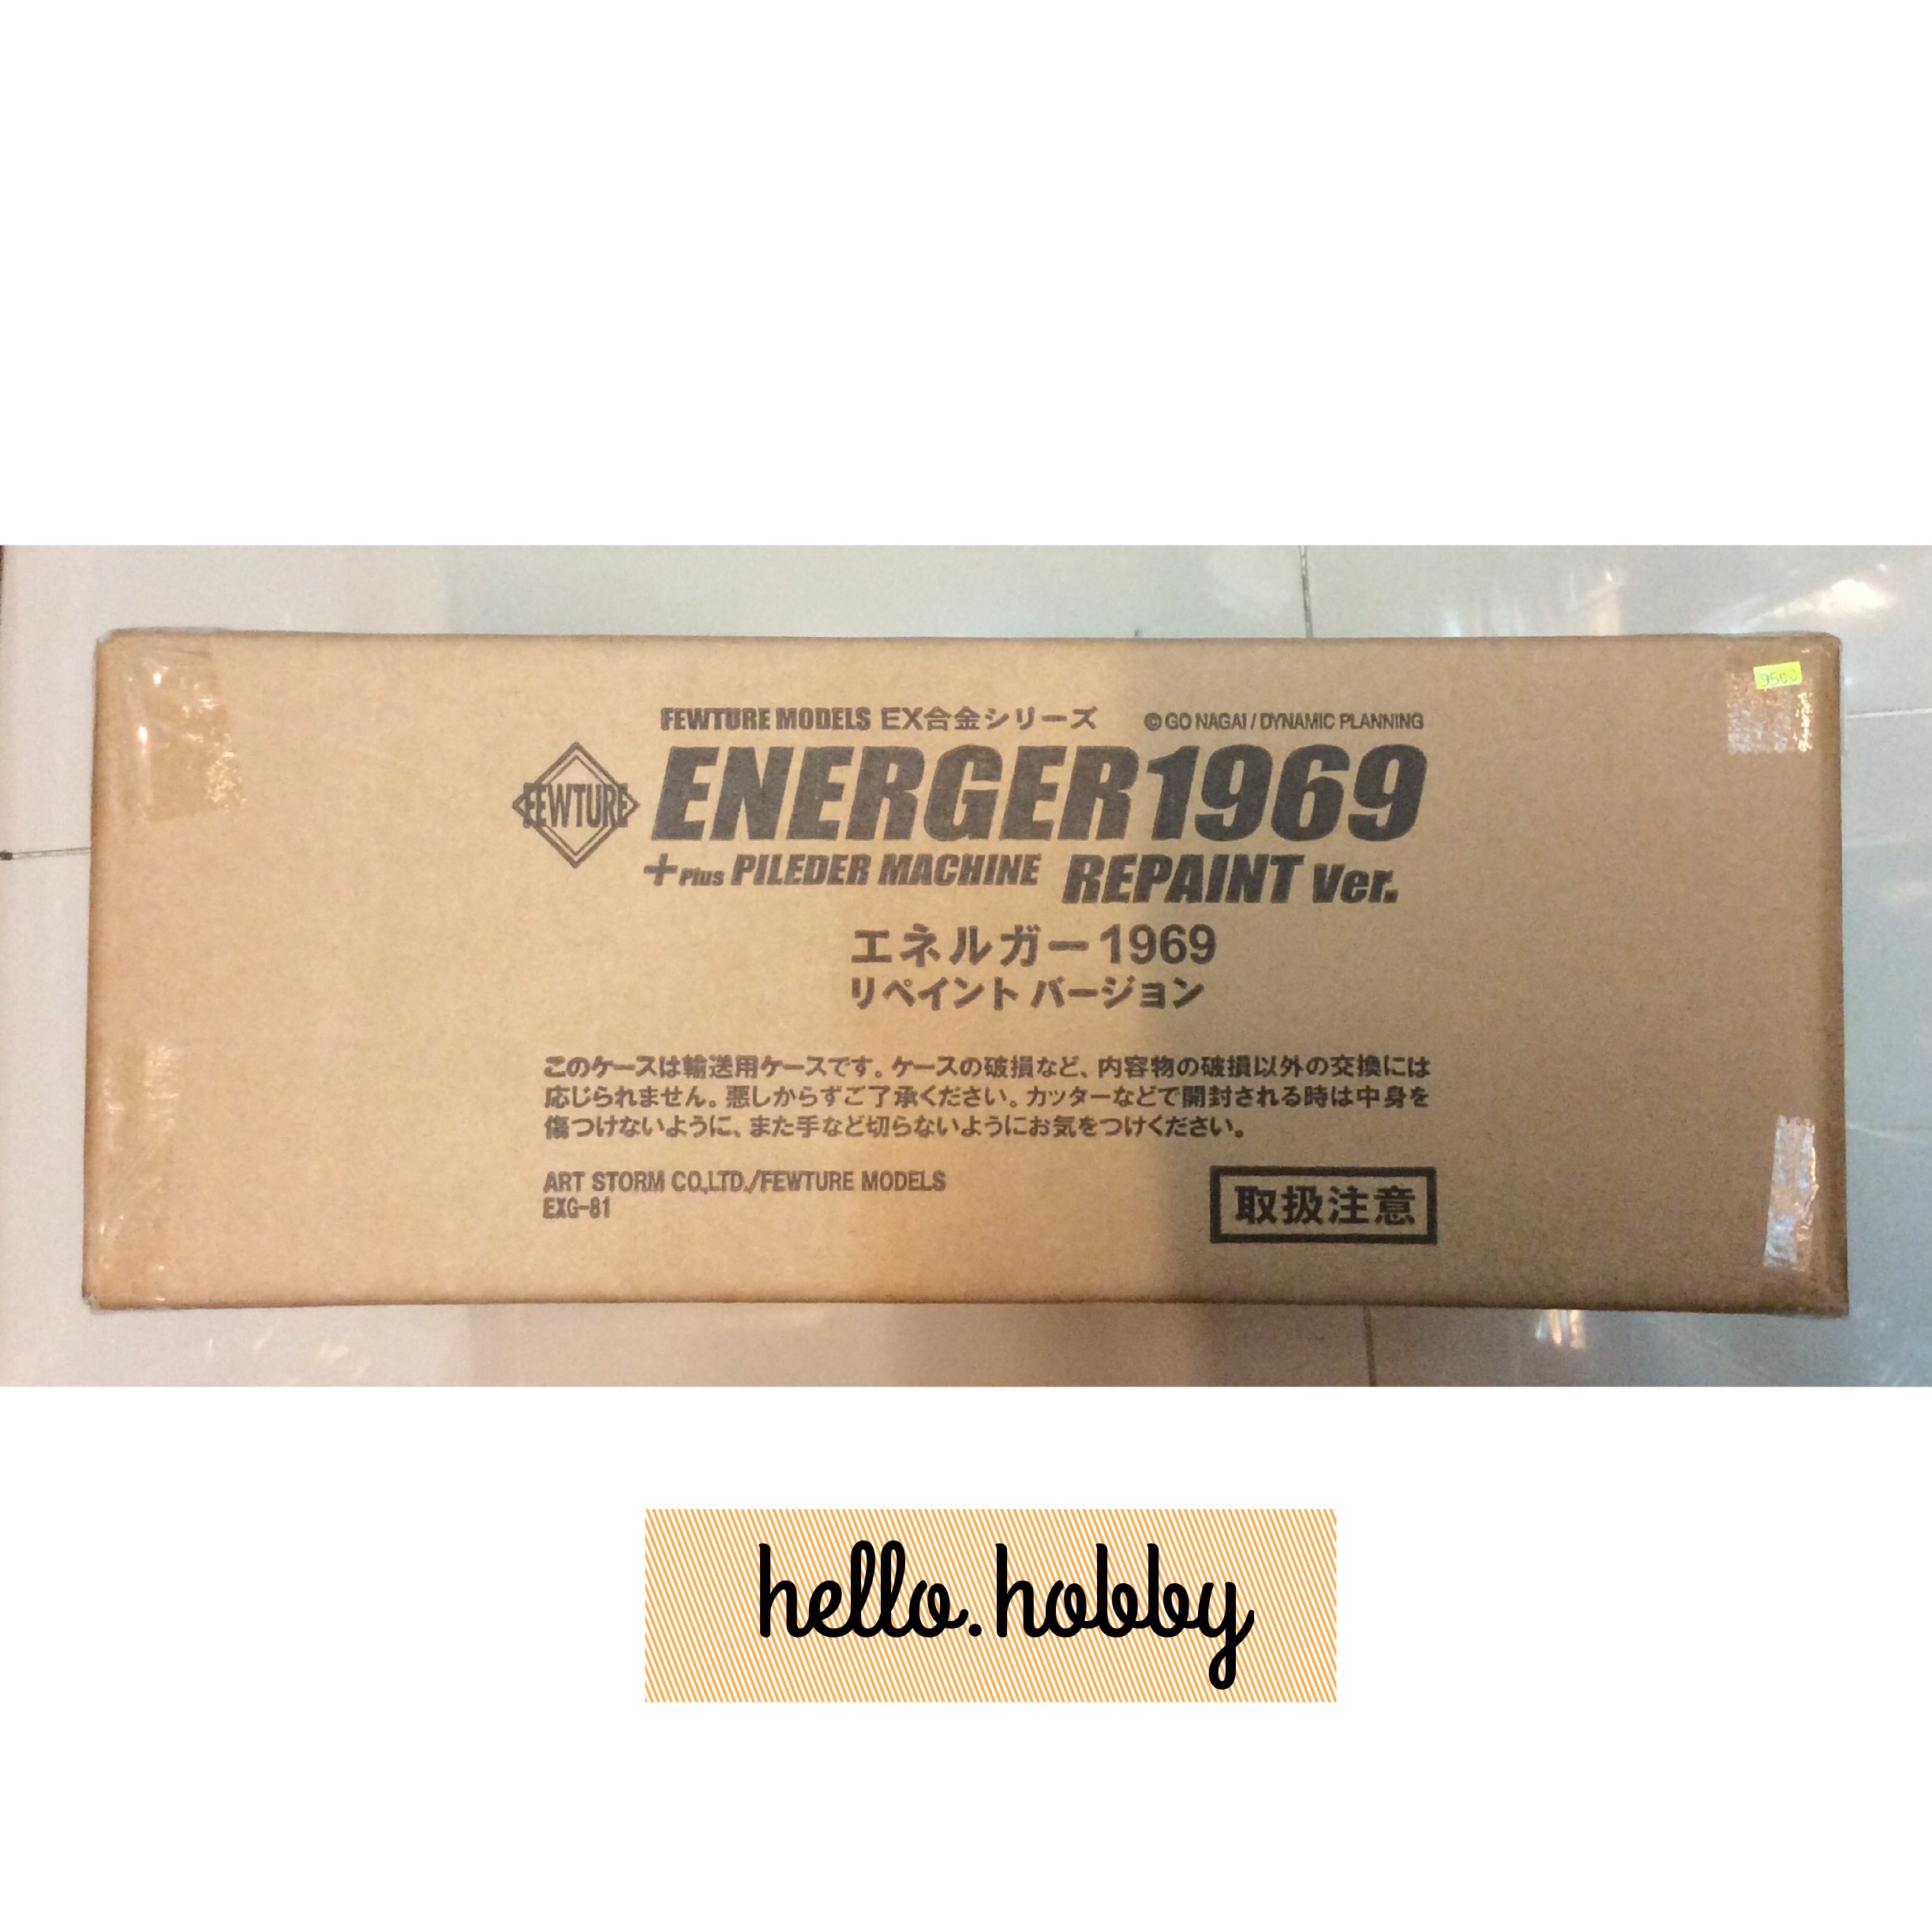 9500
FEWTURE MODELS EX合金シリーズ
© GO NAGAI / DYNAMIC PLANNING
FEWTURE
ENERGER1969
+Plus PILEDER MACHINE REPAINT Ver.
エネルガー1969
リペイント バージョン
このケースは輸送用ケースです。ケースの破損など、内容物の破損以外の交換には
応じられません。悪しからずご了承ください。カッターなどで開封される時は中身を
傷つけないように、また手など切らないようにお気をつけください。
ART STORM CO.,LTD./FEWTURE MODELS
EXG-81
取扱注意
hello.hobby